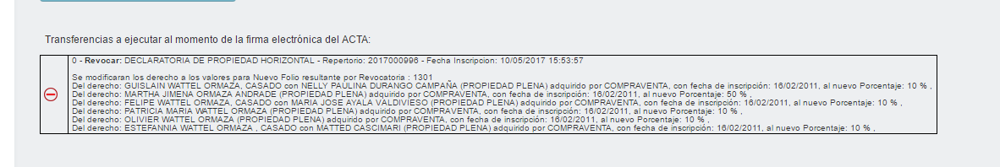 Transferencias a ejecutar al momento de la firma electrónica del ACTA:
0 - Revocar: DECLARATORIA DE PROPIEDAD HORIZONTAL - Repertorio: 2017000996 - Fecha Inscripcion: 10/05/2017 15:53:57
Se modificaran los derecho a los valores para Nuevo Folio resultante por Revocatoria : 1301
Del derecho: GUISLAIN WATTEL ORMAZA, CASADO con NELLY PAULINA DURANGO CAMPAÑA (PROPIEDAD PLENA) adquirido por COMPRAVENTA, con fecha de inscripción: 16/02/2011, al nuevo Porcentaje: 10 % ,
Del derecho: MARTHA JIMENA ORMAZA ANDRADE (PROPIEDAD PLENA) adquirido por COMPRAVENTA, con fecha de inscripción: 16/02/2011, al nuevo Porcentaje: 50 % ,
Del derecho: FELIPE WATTEL ORMAZA, CASADO con MARIA JOSE AYALA VALDIVIESO (PROPIEDAD PLENA) adquirido por COMPRAVENTA, con fecha de inscripción: 16/02/2011, al nuevo Porcentaje: 10 % ,
Del derecho: PATRICIA MARIA WATTEL ORMAZA (PROPIEDAD PLENA) adquirido por COMPRAVENTA, con fecha de inscripción: 16/02/2011, al nuevo Porcentaje: 10 % ,
Del derecho: OLIVIER WATTEL ORMAZA (PROPIEDAD PLENA) adquirido por COMPRAVENTA, con fecha de inscripción: 16/02/2011, al nuevo Porcentaje: 10 % ,
Del derecho: ESTEFANNIA WATTEL ORMAZA , CASADO con MATTED CASCIMARI (PROPIEDAD PLENA) adquirido por COMPRAVENTA, con fecha de inscripción: 16/02/2011, al nuevo Porcentaje: 10 % ,